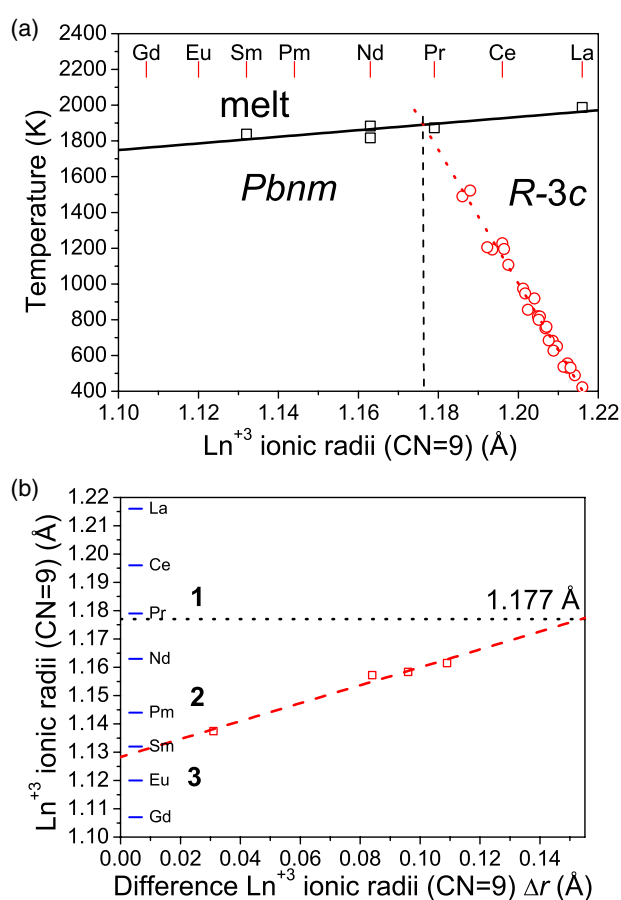 (a)
2400
2200
2000
1800
1600
1400
1200
1000
800
600
400
Temperature (K)
Gd Eu Sm Pm Nd Pr Ce La
melt
Pbnm
R-3c
1.10 1.12 1.14 1.16 1.18 1.20 1.22
Ln+3 ionic radii (CN=9) (Å)
(b)
1.22
1.21
1.20
1.19
1.18
1.17
1.16
1.15
1.14
1.13
1.12
1.11
1.10
Ln+3 ionic radii (CN=9) (Å)
La
Ce
1
1.177 Å
Pr
Nd
2
Pm
Sm
Eu
3
Gd
0.00 0.02 0.04 0.06 0.08 0.10 0.12 0.14
Difference Ln+3 ionic radii (CN=9) Δr (Å)